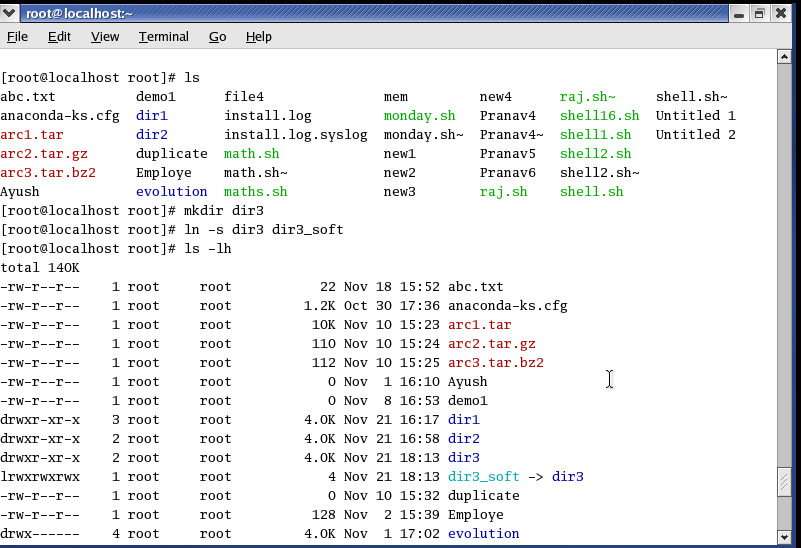 root@localhost:~
File Edit View Terminal Go Help
[root@localhost root]# ls
abc.txt demo1 file4 mem new4 raj.sh~ shell.sh~
anaconda-ks.cfg dir1 install.log monday.sh Pranav4 shell16.sh Untitled 1
arc1.tar dir2 install.log.syslog monday.sh~ Pranav4~ shell1.sh Untitled 2
arc2.tar.gz duplicate math.sh new1 Pranav5 shell2.sh
arc3.tar.bz2 Employe math.sh~ new2 Pranav6 shell2.sh~
Ayush evolution maths.sh new3 raj.sh shell.sh
[root@localhost root]# mkdir dir3
[root@localhost root]# ln -s dir3 dir3_soft
[root@localhost root]# ls -lh
total 140K
-rw-r--r-- 1 root root 22 Nov 18 15:52 abc.txt
-rw-r--r-- 1 root root 1.2K Oct 30 17:36 anaconda-ks.cfg
-rw-r--r-- 1 root root 10K Nov 10 15:23 arc1.tar
-rw-r--r-- 1 root root 110 Nov 10 15:24 arc2.tar.gz
-rw-r--r-- 1 root root 112 Nov 10 15:25 arc3.tar.bz2
-rw-r--r-- 1 root root 0 Nov 1 16:10 Ayush
-rw-r--r-- 1 root root 0 Nov 8 16:53 demo1
drwxr-xr-x 3 root root 4.0K Nov 21 16:17 dir1
drwxr-xr-x 2 root root 4.0K Nov 21 16:58 dir2
drwxr-xr-x 2 root root 4.0K Nov 21 18:13 dir3
lrwxrwxrwx 1 root root 4 Nov 21 18:13 dir3_soft -> dir3
-rw-r--r-- 1 root root 0 Nov 10 15:32 duplicate
-rw-r--r-- 1 root root 128 Nov 2 15:39 Employe
drwx------ 4 root root 4.0K Nov 1 17:02 evolution